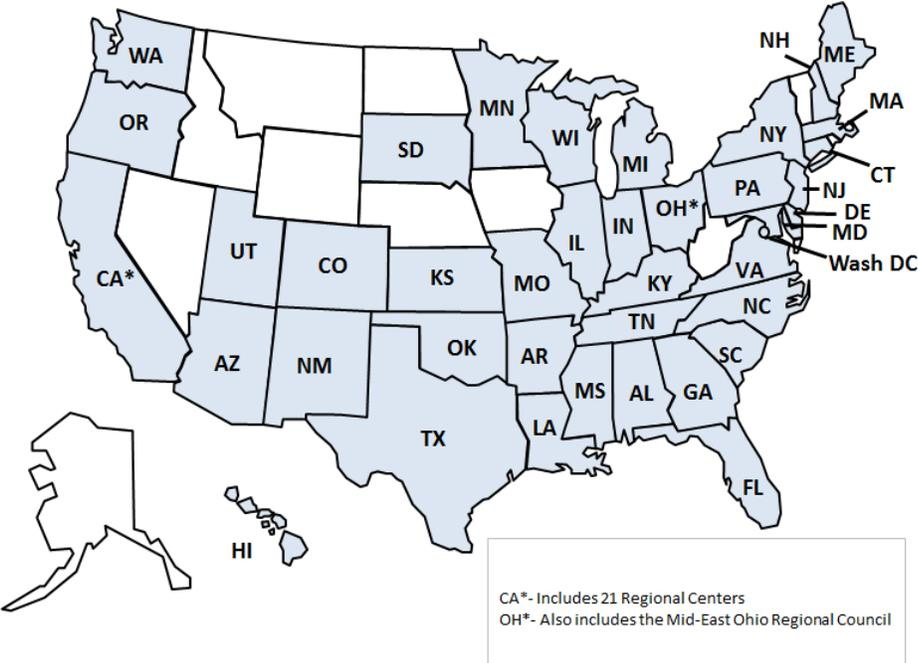 WA
OR
CA*
UT
AZ
CO
NM
SD
KS
OK
TX
MN
WI
MI
MO
AR
LA
IL
IN
OH*
KY
TN
MS
AL
GA
FL
SC
NC
VA
PA
NY
NH
ME
MA
CT
NJ
DE
MD
Wash DC
HI
CA*- Includes 21 Regional Centers
OH*- Also includes the Mid-East Ohio Regional Council